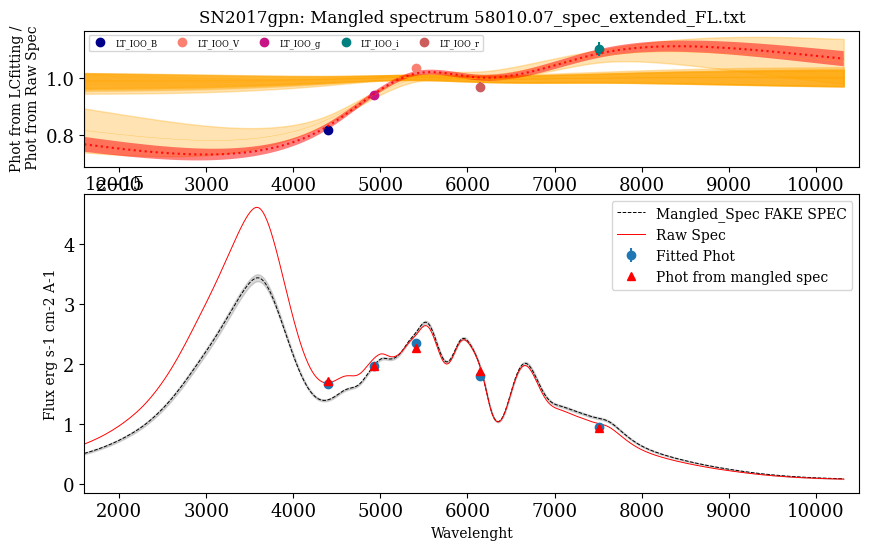 SN2017gpn: Mangled spectrum 58010.07_spec_extended_FL.txt
Phot from LCfitting /
Phot from Raw Spec
LT_IOO_B LT_IOO_V LT_IOO_g LT_IOO_i LT_IOO_r
1.0
0.8
2000 3000 4000 5000 6000 7000 8000 9000 10000
1e−15
Flux erg s-1 cm-2 A-1
Mangled_Spec FAKE SPEC
Raw Spec
Fitted Phot
Phot from mangled spec
4
3
2
1
0
2000 3000 4000 5000 6000 7000 8000 9000 10000
Wavelenght